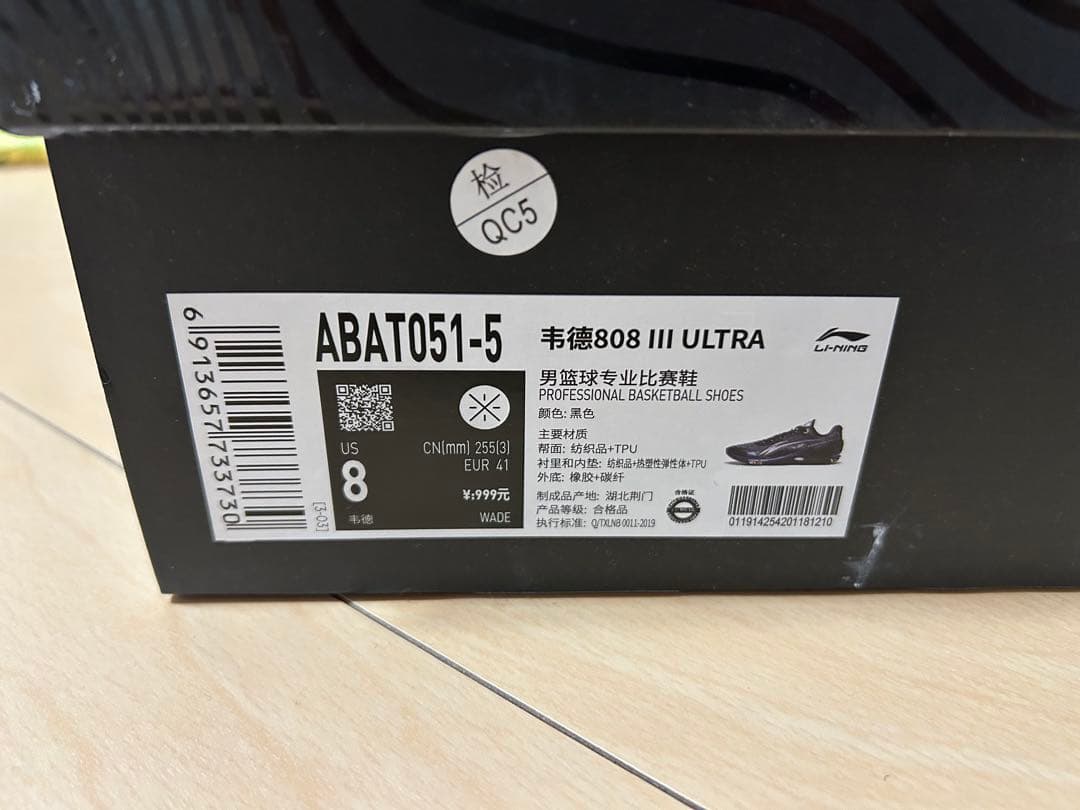 检
QC5
6 913657 733730
ABAT051-5
韦德808 III ULTRA
LI-NING
男篮球专业比赛鞋
PROFESSIONAL BASKETBALL SHOES
颜色: 黑色
US
8
韦德
CN(mm) 255(3)
EUR 41
¥:999元
WADE
[3-03]
主要材质
帮面: 纺织品+TPU
衬里和内垫: 纺织品+热塑性弹性体+TPU
外底: 橡胶+碳纤
制成品产地: 湖北荆门
产品等级: 合格品
执行标准: Q/TXLNB 0011-2019
合格证
011914254201181210